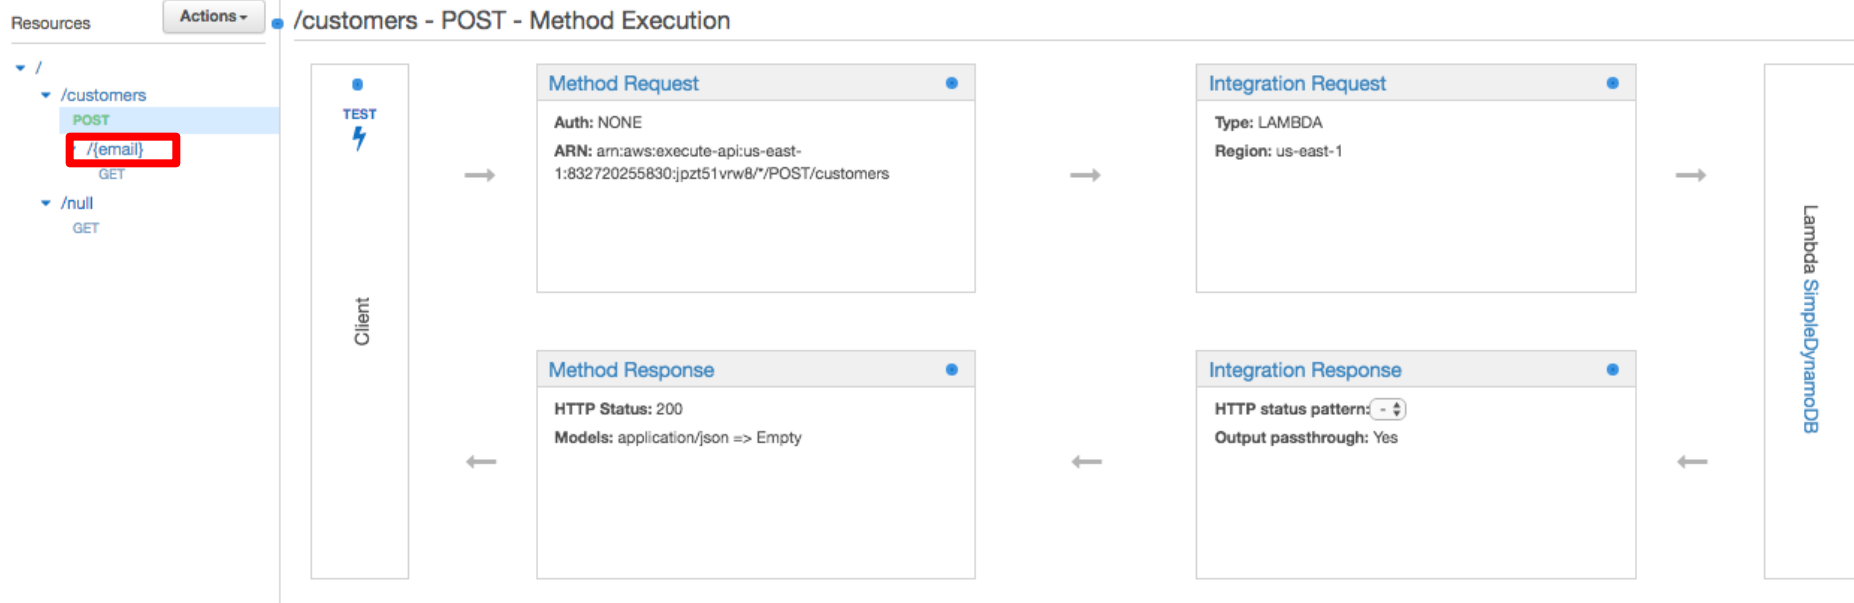 Resources
Actions
/customers - POST - Method Execution
/
/customers
POST
/{email}
GET
/null
GET
TEST
Client
Method Request
Auth: NONE
ARN: arn:aws:execute-api:us-east-
1:832720255830:jpzt51vrw8/*/POST/customers
Integration Request
Type: LAMBDA
Region: us-east-1
Method Response
HTTP Status: 200
Models: application/json => Empty
Integration Response
HTTP status pattern: -
Output passthrough: Yes
Lambda SimpleDynamoDB